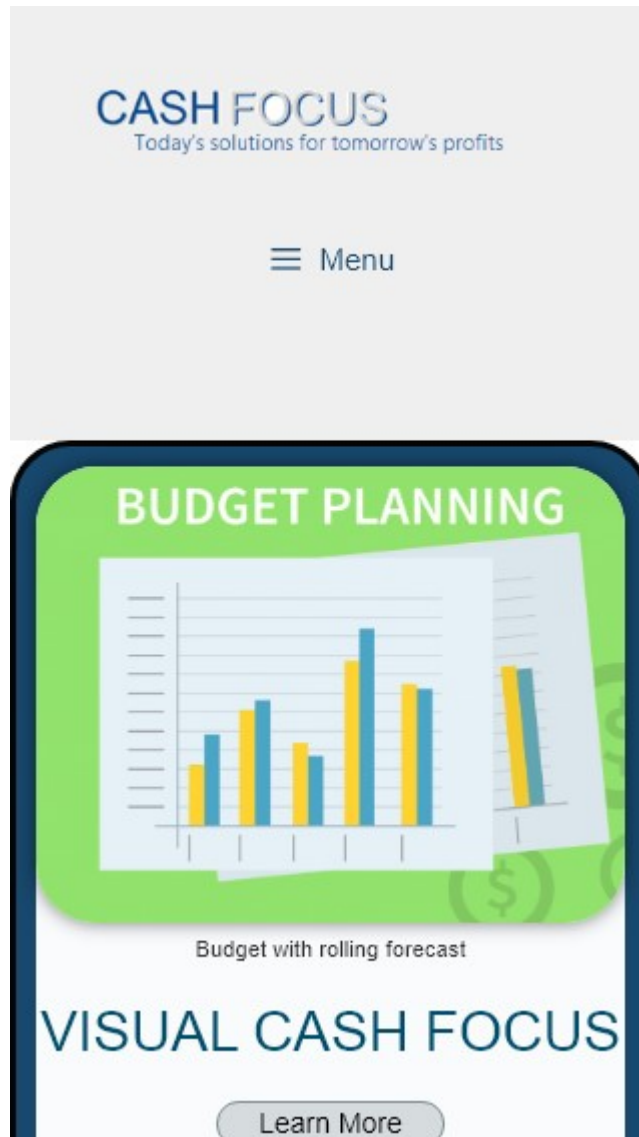 CASH FOCUS
Today's solutions for tomorrow's profits
Menu
BUDGET PLANNING
$
$
Budget with rolling forecast
VISUAL CASH FOCUS
Learn More